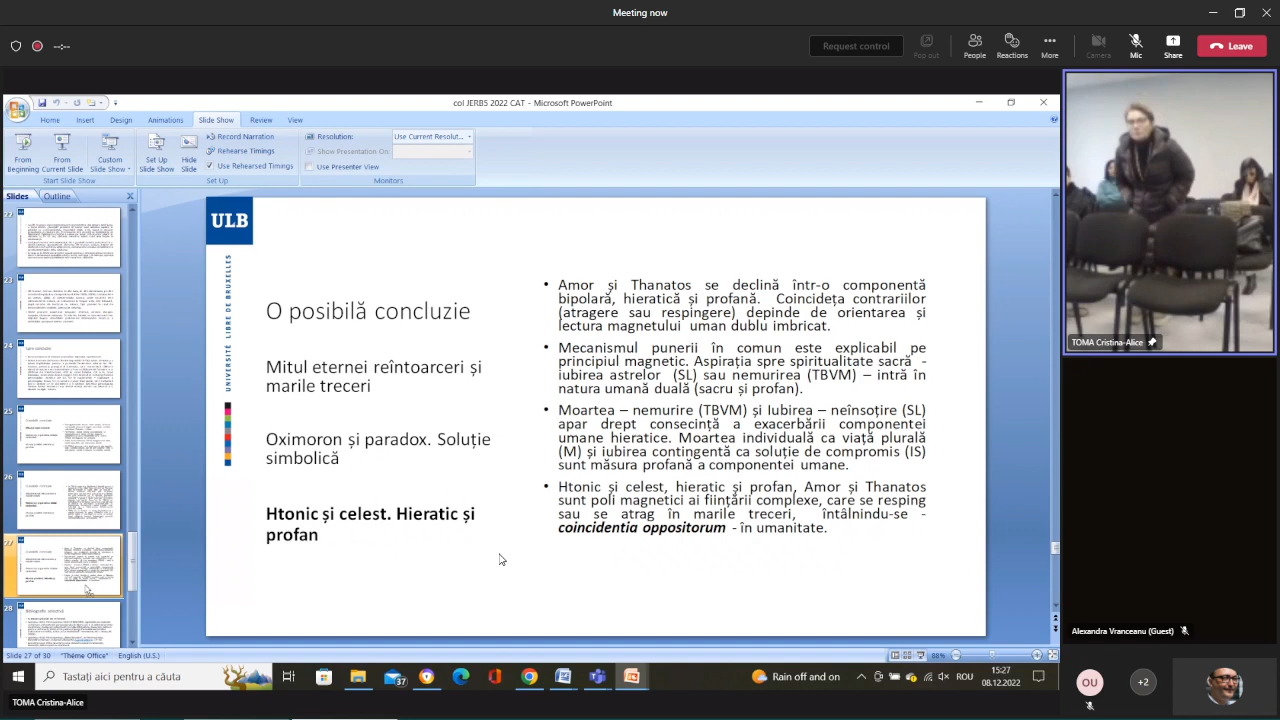 Meeting now
--:--
Request control
Pop out
People
Reactions
More
Camera
Mic
Share
Leave
col JERBS 2022 CAT - Microsoft PowerPoint
Home
Insert
Design
Animations
Slide Show
Review
View
From Beginning
From Current Slide
Custom Slide Show
Start Slide Show
Set Up Slide Show
Hide Slide
Record Narration
Rehearse Timings
Use Rehearsed Timings
Set Up
Resolution:
Use Current Resolut...
Show Presentation On:
Use Presenter View
Monitors
Slides
Outline
22
23
24
25
26
27
28
ULB
UNIVERSITÉ LIBRE DE BRUXELLES
O posibilă concluzie
Mitul eternei reîntoarceri și
marile treceri
Oximoron și paradox. Soluție
simbolică
Htonic și celest. Hieratic și
profan
• Amor și Thanatos se declină într-o componentă
bipolară, hieratică și profană. Coincidența contrariilor
(atragere sau respingere) depinde de orientarea și
lectura magnetului uman dublu imbricat.
• Mecanismul punerii în comun este explicabil pe
principiul magnetic. Aspirația spre spiritualitate sacră -
iubirea astrelor (SL) sau nemurirea (TBVM) – intră în
natura umană duală (sacru și profan).
• Moartea – nemurire (TBVM) și Iubirea – neînsoțire (SL)
apar drept consecință a exacerbării componentei
umane hieratice. Moartea individuală ca viață plurală
(M) și iubirea contingentă ca soluție de compromis (IS)
sunt măsura profană a componentei umane.
• Htonic și celest, hieratic și profan, Amor și Thanatos
sunt poli magnetici ai ființării complexe, care se resping
sau se atrag în marile treceri, întâlnindu-se -
coincidentia oppositorum - în umanitate.
TOMA Cristina-Alice
Alexandra Vranceanu (Guest)
OU
+2
Slide 27 of 30
"Thème Office"
English (U.S.)
88%
Tastați aici pentru a căuta
37
Rain off and on
ROU
15:27
08.12.2022
TOMA Cristina-Alice